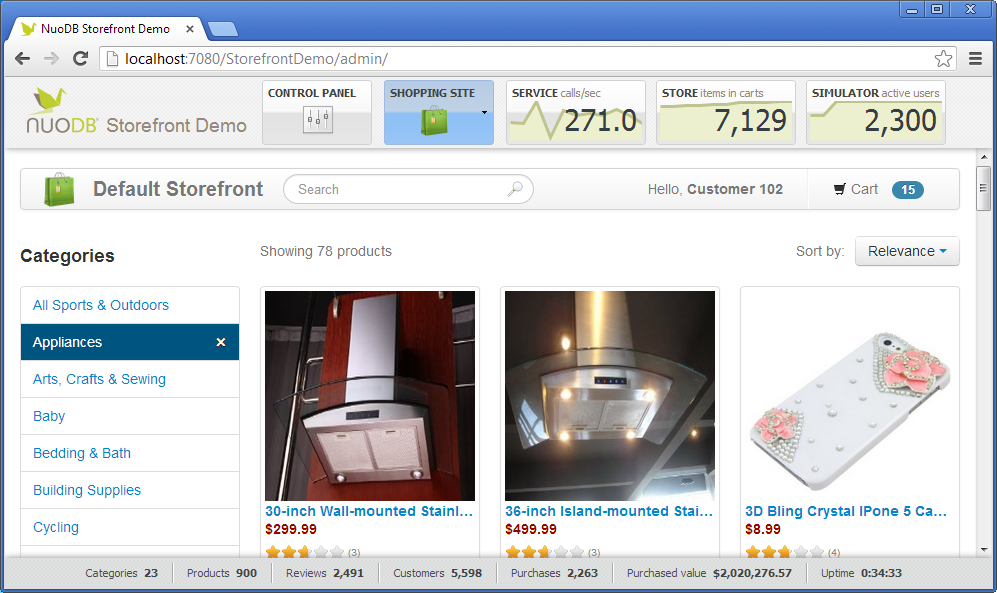 NuoDB Storefront Demo
localhost:7080/StorefrontDemo/admin/
NUODB Storefront Demo
CONTROL PANEL
SHOPPING SITE
SERVICE calls/sec
271.0
STORE items in carts
7,129
SIMULATOR active users
2,300
Default Storefront
Search
Hello, Customer 102
Cart 15
Categories
Showing 78 products
Sort by: Relevance
All Sports & Outdoors
Appliances
Arts, Crafts & Sewing
Baby
Bedding & Bath
Building Supplies
Cycling
30-inch Wall-mounted Stainl...
$299.99
(3)
36-inch Island-mounted Stai...
$499.99
(3)
3D Bling Crystal IPone 5 Ca...
$8.99
(4)
Categories 23 Products 900 Reviews 2,491 Customers 5,598 Purchases 2,263 Purchased value $2,020,276.57 Uptime 0:34:33